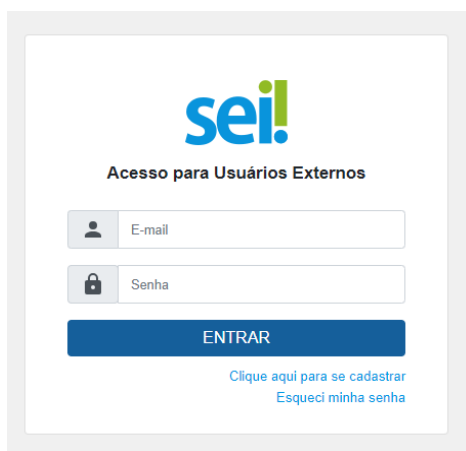 sei!
Acesso para Usuários Externos
E-mail
Senha
ENTRAR
Clique aqui para se cadastrar
Esqueci minha senha